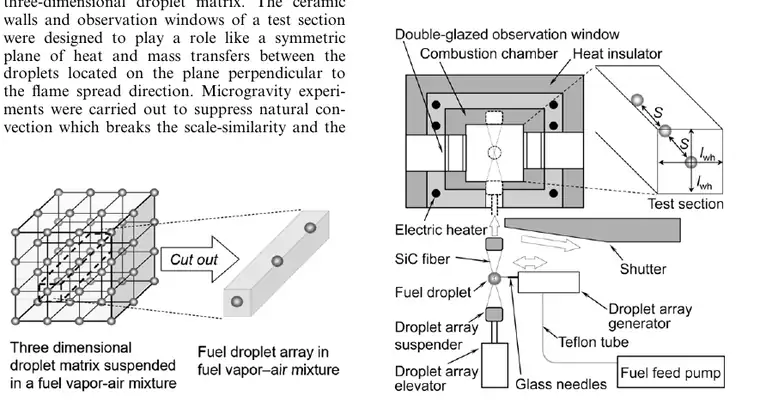 three-dimensional droplet matrix. The ceramic
walls and observation windows of a test section
were designed to play a role like a symmetric
plane of heat and mass transfers between the
droplets located on the plane perpendicular to
the flame spread direction. Microgravity experi-
ments were carried out to suppress natural con-
vection which breaks the scale-similarity and the
Cut out
Three dimensional
droplet matrix suspended
in a fuel vapor-air mixture
Fuel droplet array in
fuel vapor–air mixture
Double-glazed observation window
Combustion chamber
Heat insulator
S
S
lwh
lwh
Test section
Electric heater
SiC fiber
Shutter
Fuel droplet
Droplet array
generator
Droplet array
suspender
Teflon tube
Droplet array
elevator
Glass needles
Fuel feed pump